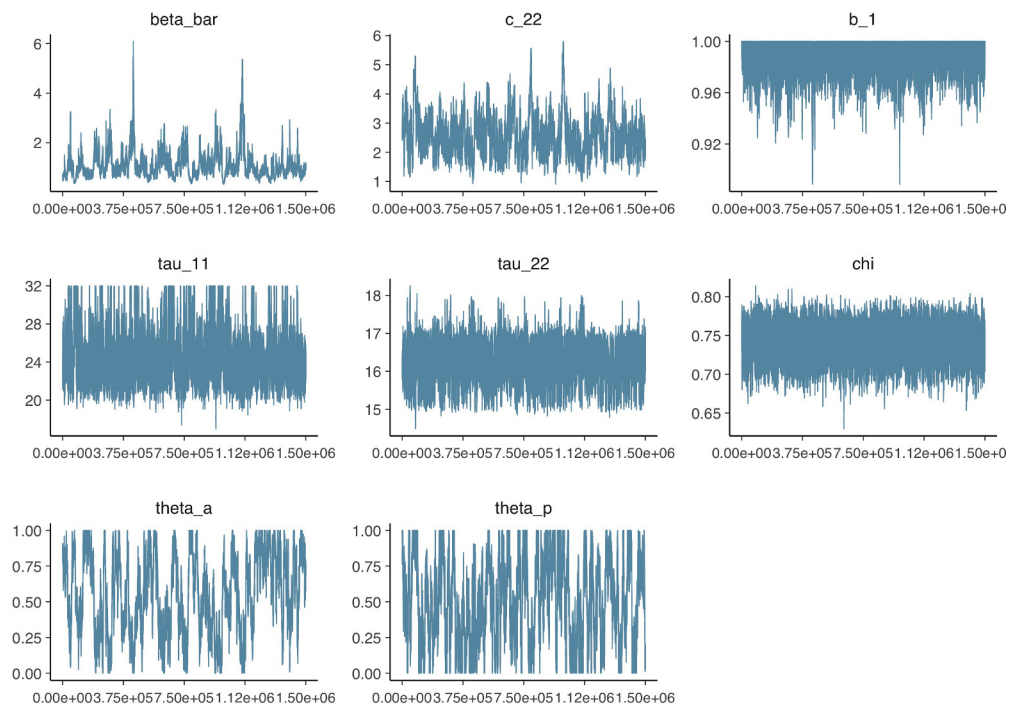 beta_bar
c_22
b_1
6
4
2
6
5
4
3
2
1
1.00
0.96
0.92
0.00e+003.75e+057.50e+051.12e+061.50e+06
0.00e+003.75e+057.50e+051.12e+061.50e+06
0.00e+003.75e+057.50e+051.12e+061.50e+0
tau_11
tau_22
chi
32
28
24
20
18
17
16
15
0.80
0.75
0.70
0.65
0.00e+003.75e+057.50e+051.12e+061.50e+06
0.00e+003.75e+057.50e+051.12e+061.50e+06
0.00e+003.75e+057.50e+051.12e+061.50e+0
theta_a
theta_p
1.00
0.75
0.50
0.25
0.00
1.00
0.75
0.50
0.25
0.00
0.00e+003.75e+057.50e+051.12e+061.50e+06
0.00e+003.75e+057.50e+051.12e+061.50e+06